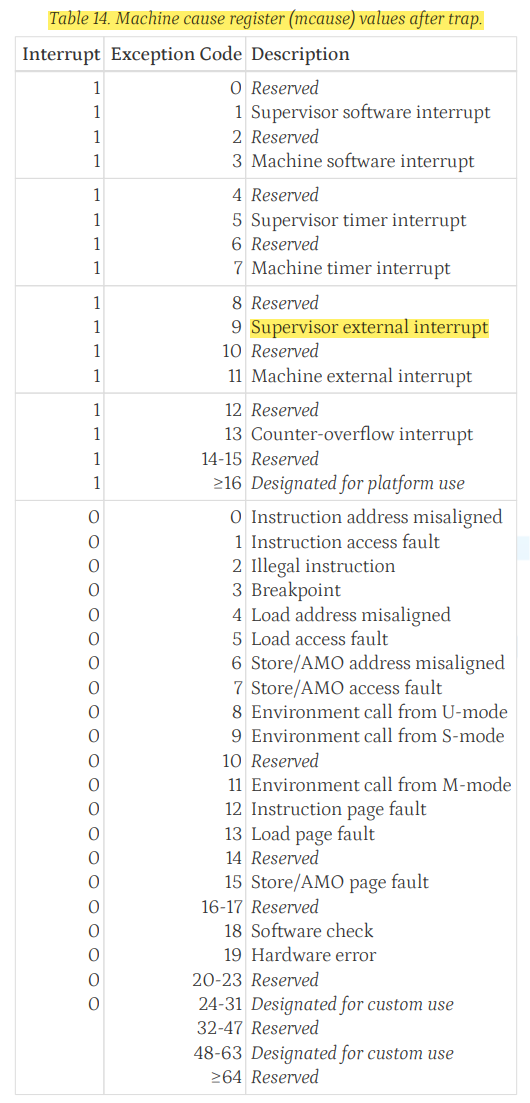 Table 14. Machine cause register (mcause) values after trap.
Interrupt Exception Code Description
1 0 Reserved
1 1 Supervisor software interrupt
1 2 Reserved
1 3 Machine software interrupt
1 4 Reserved
1 5 Supervisor timer interrupt
1 6 Reserved
1 7 Machine timer interrupt
1 8 Reserved
1 9 Supervisor external interrupt
1 10 Reserved
1 11 Machine external interrupt
1 12 Reserved
1 13 Counter-overflow interrupt
1 14-15 Reserved
1 ≥16 Designated for platform use
0 0 Instruction address misaligned
0 1 Instruction access fault
0 2 Illegal instruction
0 3 Breakpoint
0 4 Load address misaligned
0 5 Load access fault
0 6 Store/AMO address misaligned
0 7 Store/AMO access fault
0 8 Environment call from U-mode
0 9 Environment call from S-mode
0 10 Reserved
0 11 Environment call from M-mode
0 12 Instruction page fault
0 13 Load page fault
0 14 Reserved
0 15 Store/AMO page fault
0 16-17 Reserved
0 18 Software check
0 19 Hardware error
0 20-23 Reserved
0 24-31 Designated for custom use
32-47 Reserved
48-63 Designated for custom use
≥64 Reserved